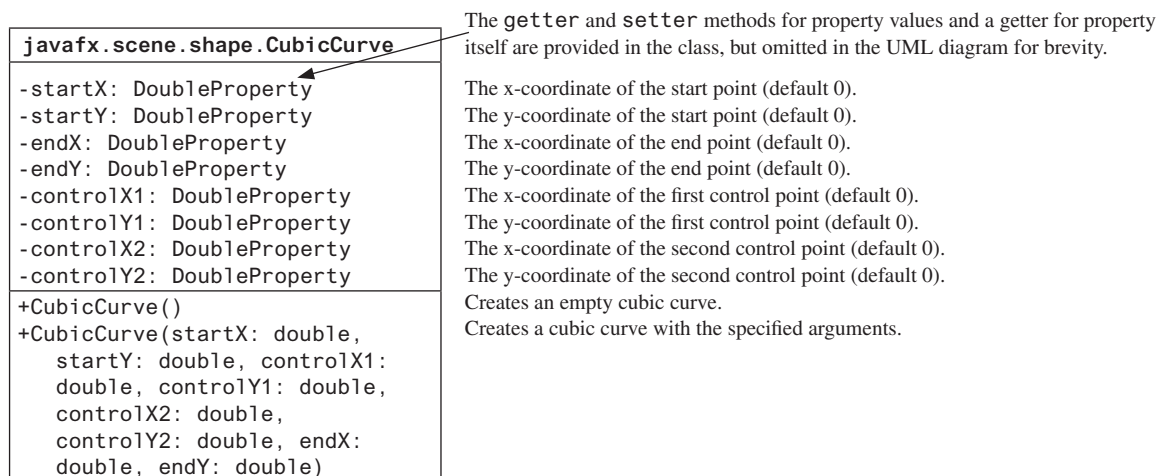 The getter and setter methods for property values and a getter for property
itself are provided in the class, but omitted in the UML diagram for brevity.
javafx.scene.shape.CubicCurve
-startX: DoubleProperty
The x-coordinate of the start point (default 0).
-startY: DoubleProperty
The y-coordinate of the start point (default 0).
-endX: DoubleProperty
The x-coordinate of the end point (default 0).
-endY: DoubleProperty
The y-coordinate of the end point (default 0).
-controlX1: DoubleProperty
The x-coordinate of the first control point (default 0).
-controlY1: DoubleProperty
The y-coordinate of the first control point (default 0).
-controlX2: DoubleProperty
The x-coordinate of the second control point (default 0).
-controlY2: DoubleProperty
The y-coordinate of the second control point (default 0).
+CubicCurve()
Creates an empty cubic curve.
+CubicCurve(startX: double,
Creates a cubic curve with the specified arguments.
startY: double, controlX1:
double, controlY1: double,
controlX2: double,
controlY2: double, endX:
double, endY: double)